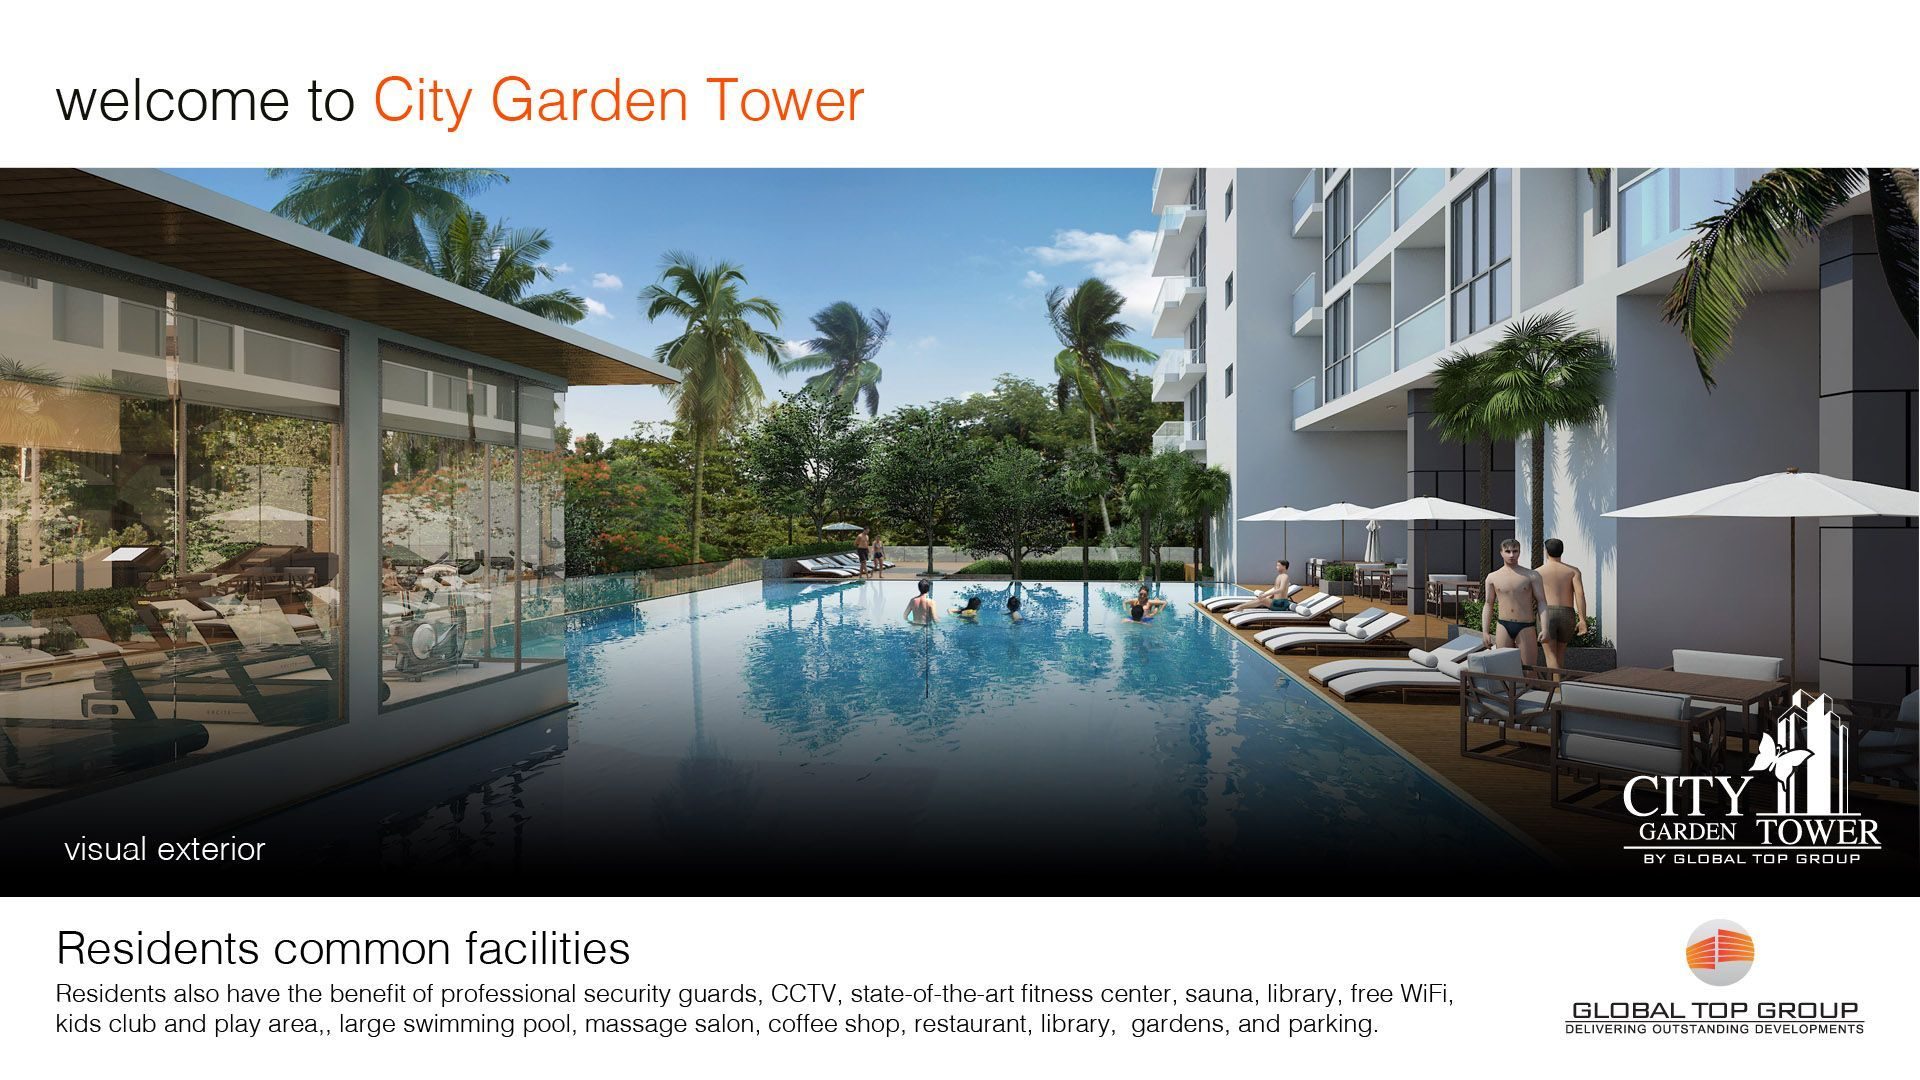 welcome to City Garden Tower
visual exterior
CITY
GARDEN TOWER
BY GLOBAL TOP GROUP
Residents common facilities
Residents also have the benefit of professional security guards, CCTV, state-of-the-art fitness center, sauna, library, free WiFi,
kids club and play area,, large swimming pool, massage salon, coffee shop, restaurant, library,  gardens, and parking.
GLOBAL TOP GROUP
DELIVERING OUTSTANDING DEVELOPMENTS